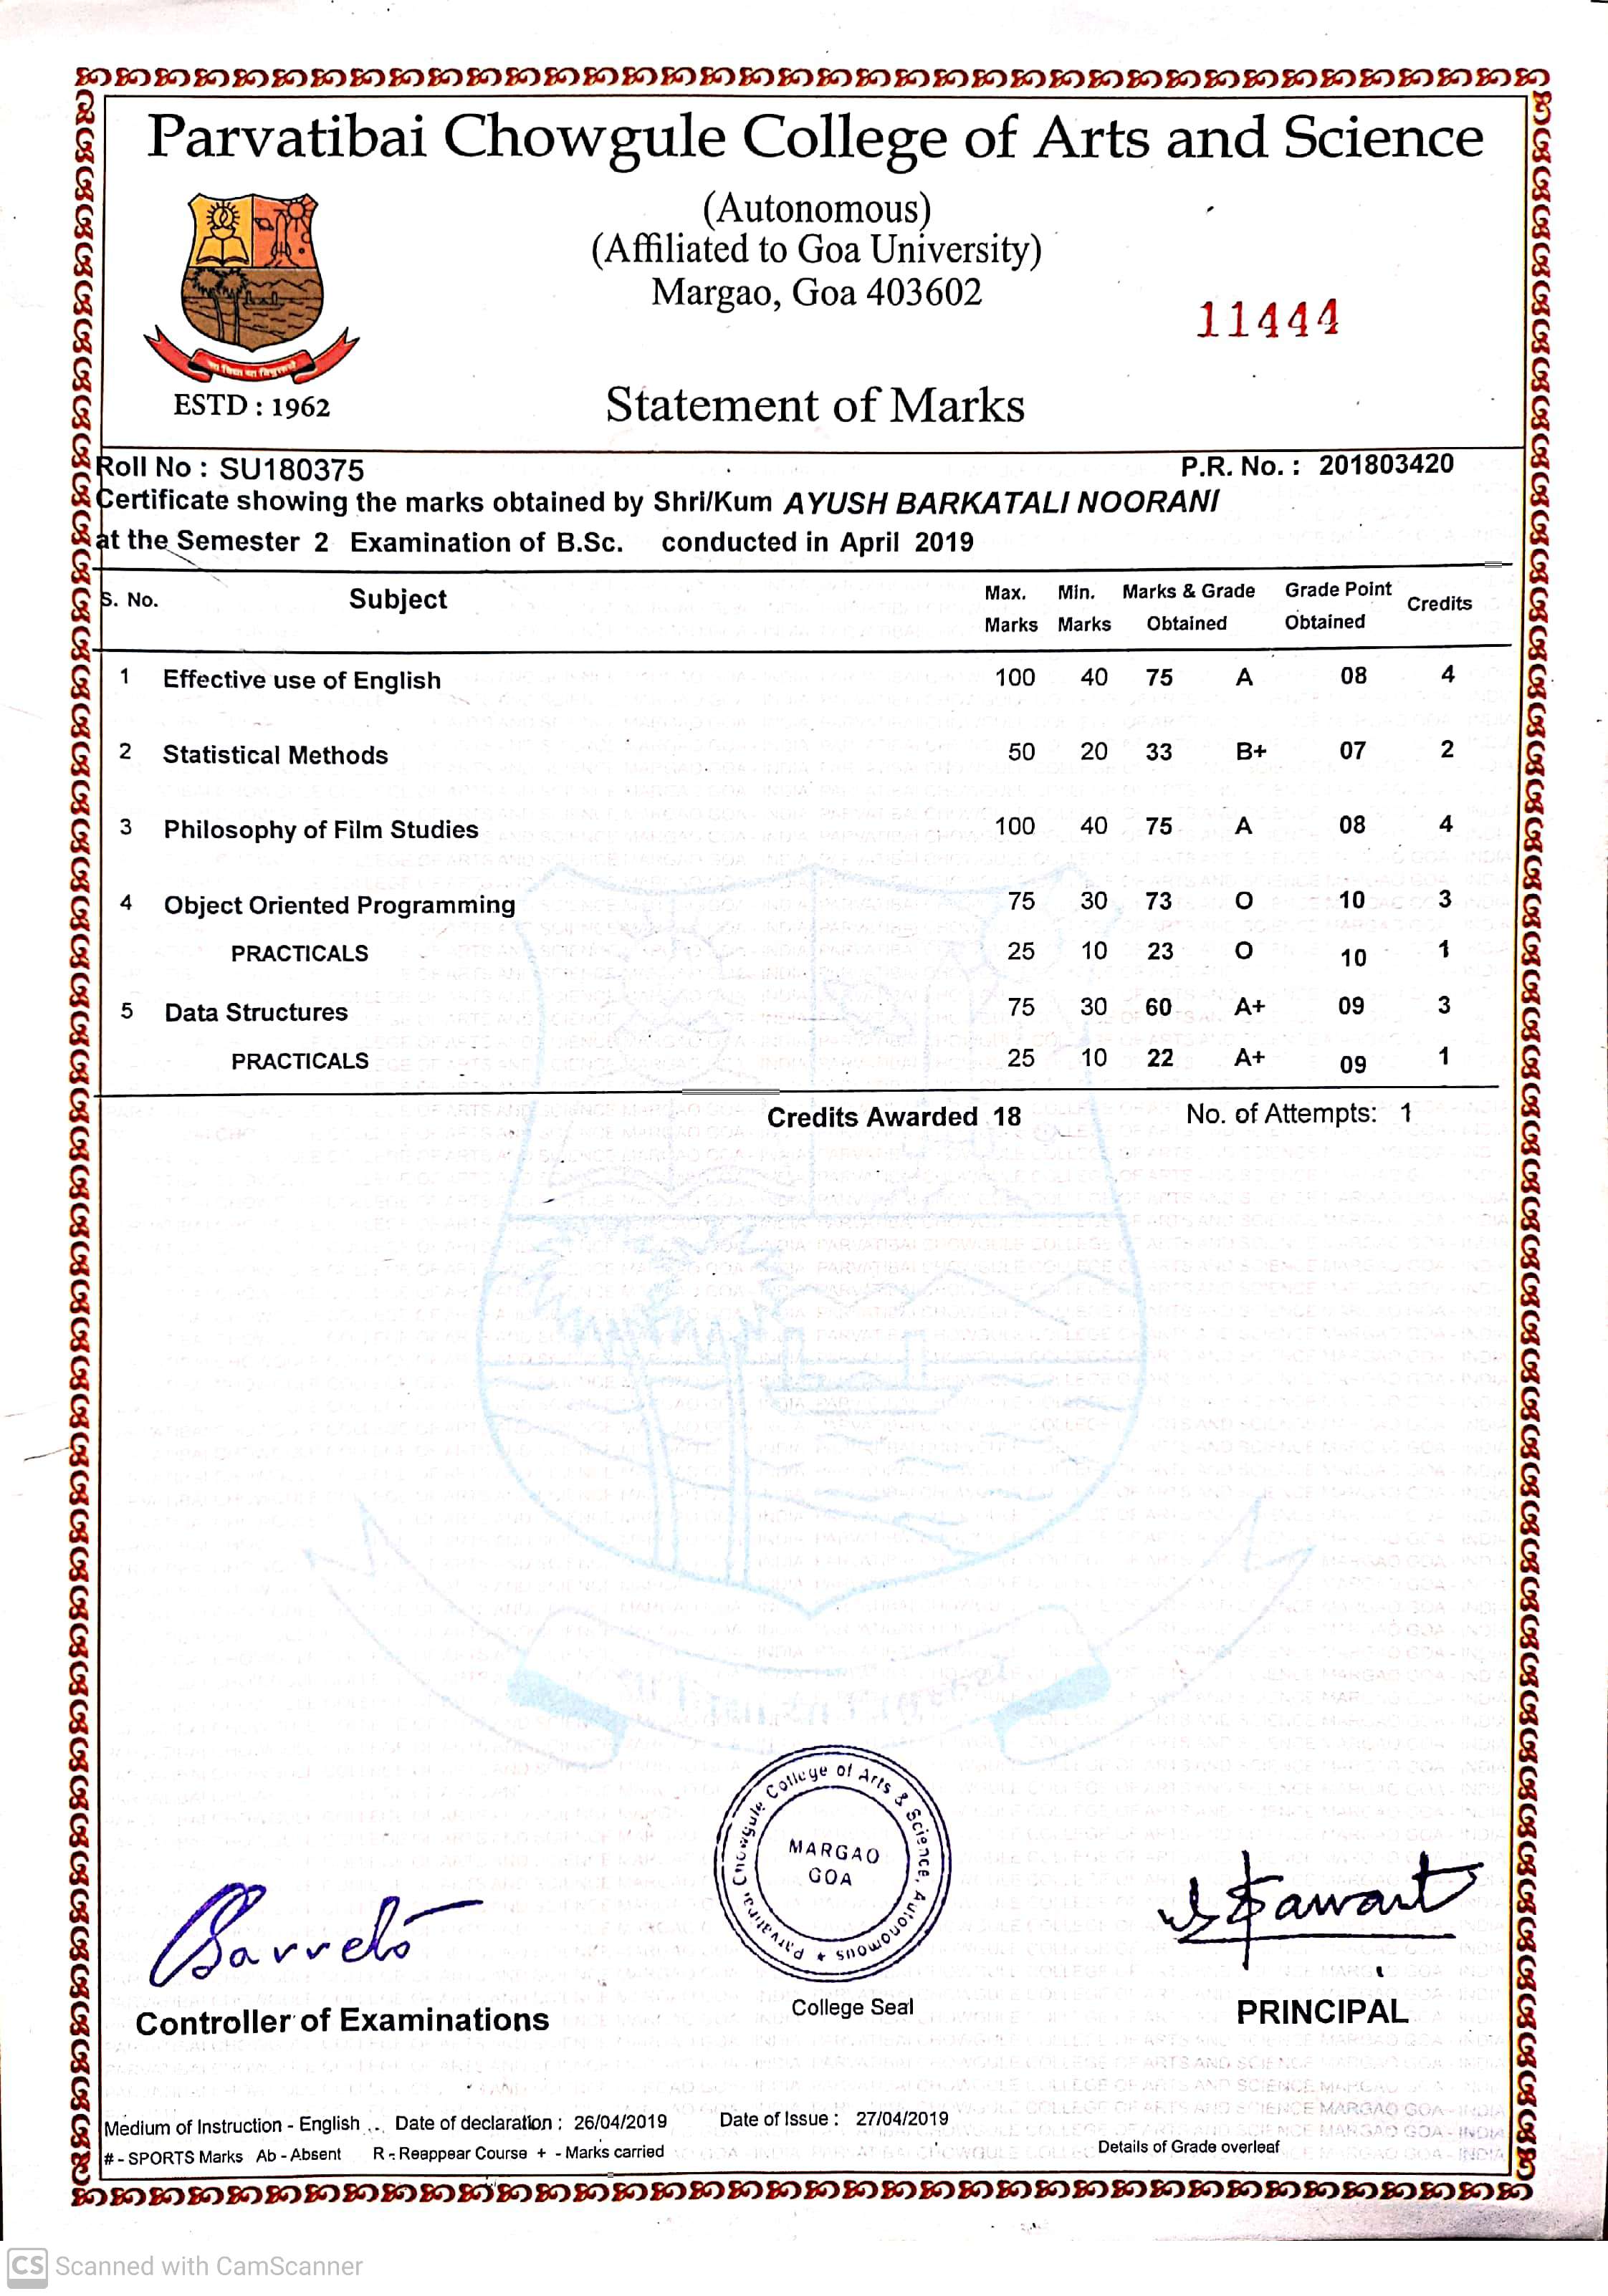 Parvatibai Chowgule College of Arts and Science
(Autonomous)
(Affiliated to Goa University)
Margao, Goa 403602
11444
ESTD : 1962
Statement of Marks
Roll No : SU180375 P.R. No. : 201803420
Certificate showing the marks obtained by Shri/Kum AYUSH BARKATALI NOORANI
at the Semester 2 Examination of B.Sc. conducted in April 2019
S. No. Subject Max. Marks Min. Marks Marks & Grade Obtained Grade Point Obtained Credits
1 Effective use of English 100 40 75 A 08 4
2 Statistical Methods 50 20 33 B+ 07 2
3 Philosophy of Film Studies 100 40 75 A 08 4
4 Object Oriented Programming 75 30 73 O 10 3
PRACTICALS 25 10 23 O 10 1
5 Data Structures 75 30 60 A+ 09 3
PRACTICALS 25 10 22 A+ 09 1
Credits Awarded 18 No. of Attempts: 1
Parvatibai Chowgule College of Arts & Science, Autonomous
MARGAO
GOA
Barreto
Controller of Examinations
College Seal
PRINCIPAL
Medium of Instruction - English Date of declaration : 26/04/2019 Date of Issue : 27/04/2019
# - SPORTS Marks Ab - Absent R - Reappear Course + - Marks carried
Details of Grade overleaf
CS Scanned with CamScanner